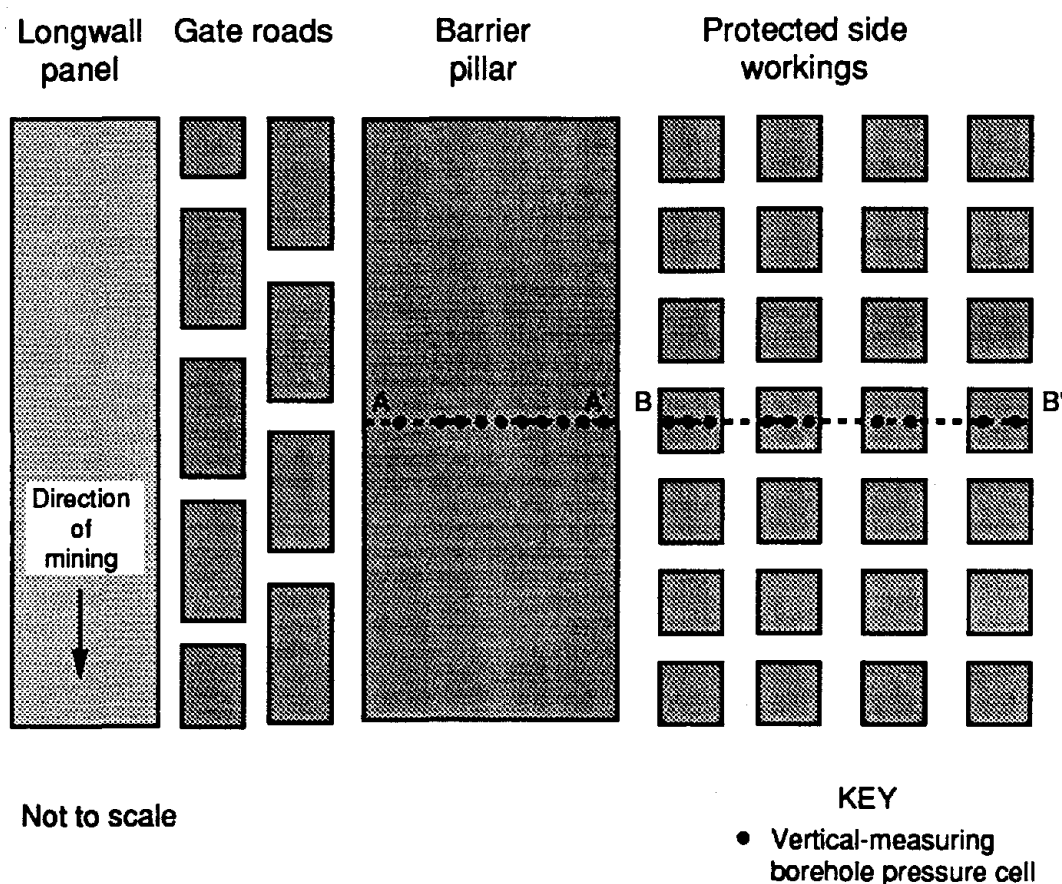 Longwall panel
Gate roads
Barrier pillar
Protected side workings
A
A'
B
B'
Direction
of
mining
Not to scale
KEY
Vertical-measuring
borehole pressure cell